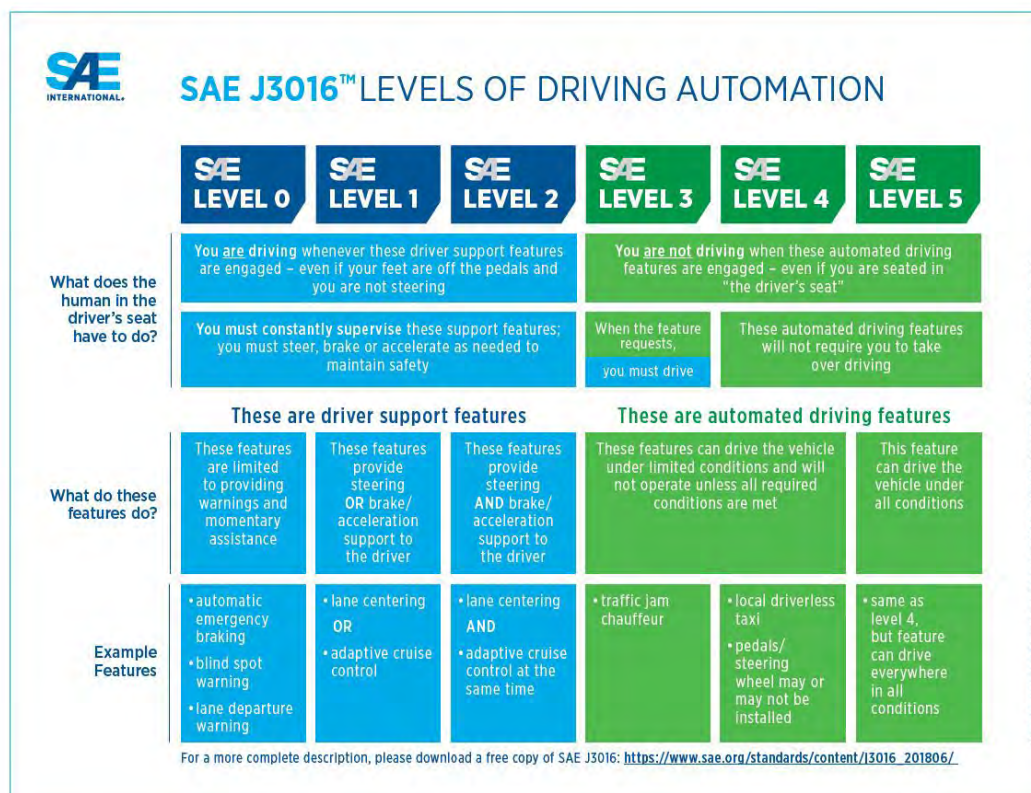 SAE
INTERNATIONAL®
SAE J3016™ LEVELS OF DRIVING AUTOMATION
SAE
LEVEL 0
SAE
LEVEL 1
SAE
LEVEL 2
SAE
LEVEL 3
SAE
LEVEL 4
SAE
LEVEL 5
What does the
human in the
driver's seat
have to do?
You are driving whenever these driver support features
are engaged – even if your feet are off the pedals and
you are not steering
You are not driving when these automated driving
features are engaged – even if you are seated in
"the driver's seat"
You must constantly supervise these support features;
you must steer, brake or accelerate as needed to
maintain safety
When the feature
requests,
you must drive
These automated driving features
will not require you to take
over driving
These are driver support features
These are automated driving features
What do these
features do?
These features
are limited
to providing
warnings and
momentary
assistance
These features
provide
steering
OR brake/
acceleration
support to
the driver
These features
provide
steering
AND brake/
acceleration
support to
the driver
These features can drive the vehicle
under limited conditions and will
not operate unless all required
conditions are met
This feature
can drive the
vehicle under
all conditions
Example
Features
• automatic
emergency
braking
• blind spot
warning
• lane departure
warning
• lane centering
OR
• adaptive cruise
control
• lane centering
AND
• adaptive cruise
control at the
same time
• traffic jam
chauffeur
• local driverless
taxi
• pedals/
steering
wheel may or
may not be
installed
• same as
level 4,
but feature
can drive
everywhere
in all
conditions
For a more complete description, please download a free copy of SAE J3016: https://www.sae.org/standards/content/j3016_201806/